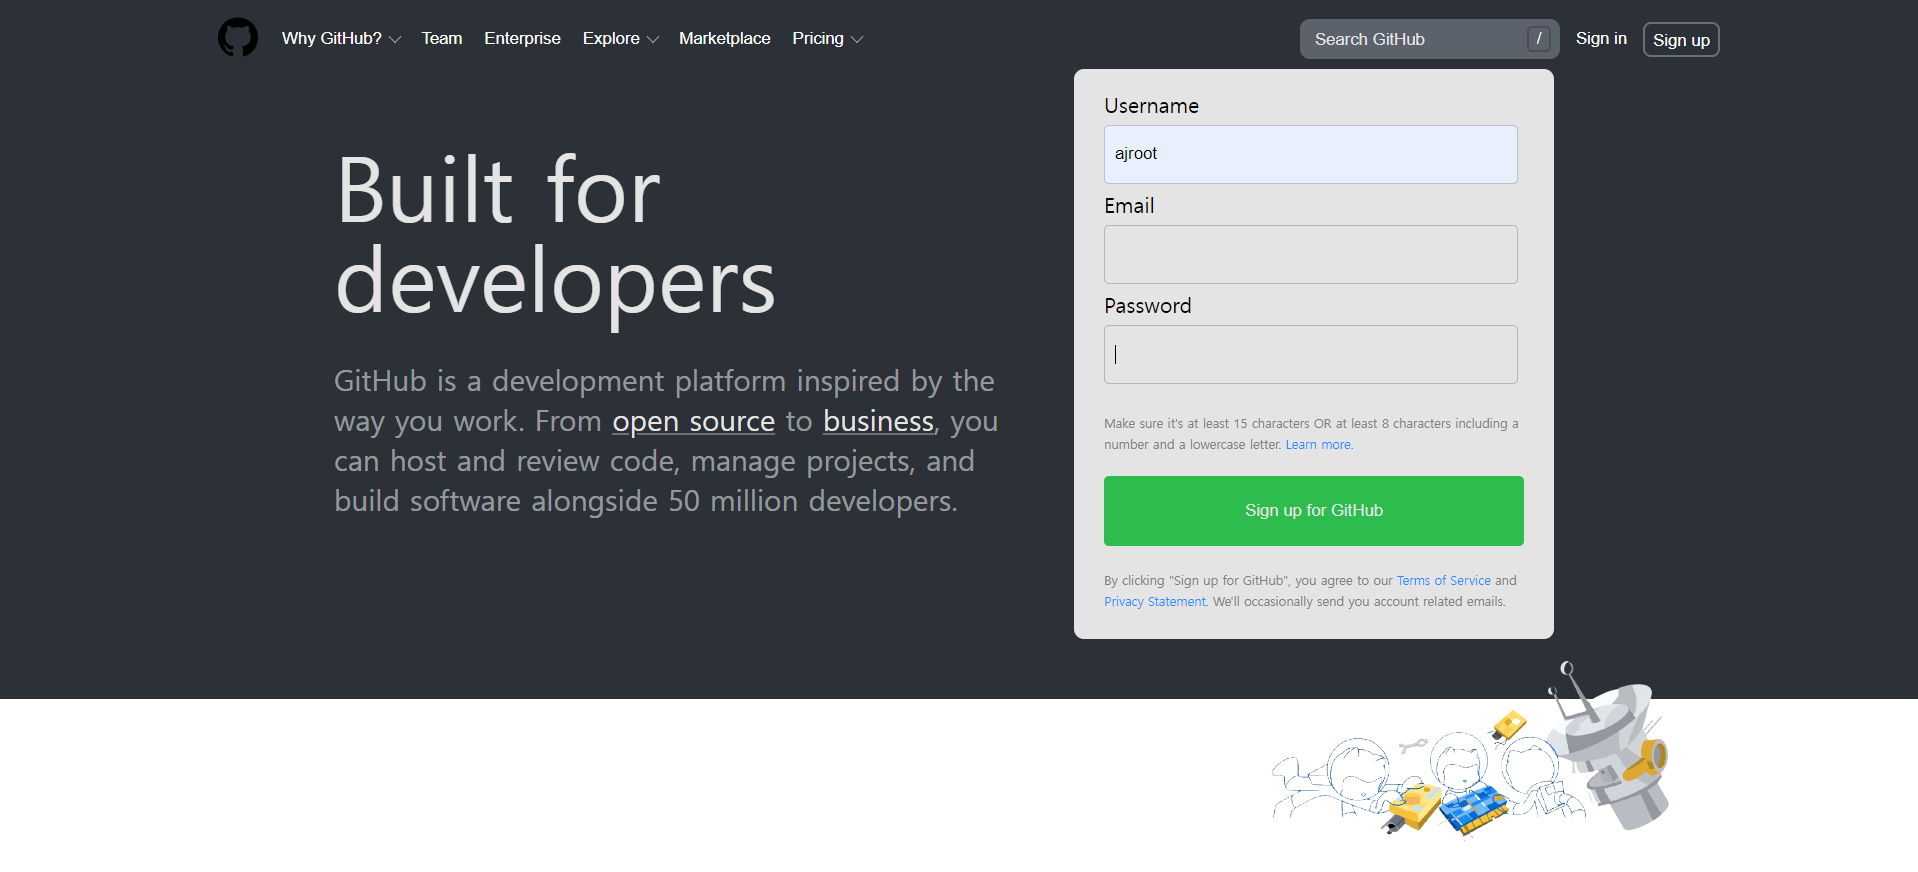 Why GitHub? Team Enterprise Explore Marketplace Pricing Search GitHub / Sign in Sign up
Built for
developers
GitHub is a development platform inspired by the
way you work. From open source to business, you
can host and review code, manage projects, and
build software alongside 50 million developers.
Username
ajroot
Email
Password
Make sure it's at least 15 characters OR at least 8 characters including a
number and a lowercase letter. Learn more.
Sign up for GitHub
By clicking "Sign up for GitHub", you agree to our Terms of Service and
Privacy Statement. We'll occasionally send you account related emails.